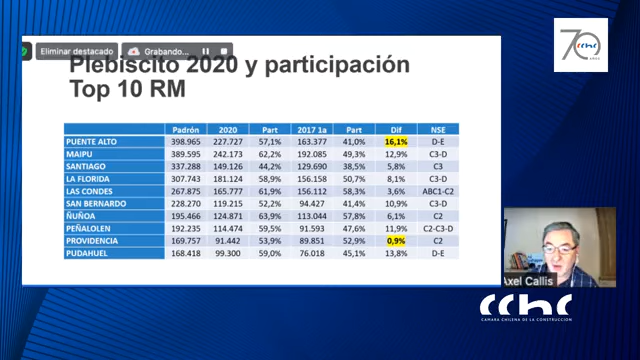 Eliminar destacado
Grabando...
Plebiscito 2020 y participación
Top 10 RM
Padrón 2020 Part 2017 1a Part Dif NSE
PUENTE ALTO 398.965 227.727 57,1% 163.377 41,0% 16,1% D-E
MAIPU 389.595 242.173 62,2% 192.085 49,3% 12,9% C3-D
SANTIAGO 337.288 149.126 44,2% 129.690 38,5% 5,8% C3
LA FLORIDA 307.743 181.124 58,9% 156.158 50,7% 8,1% C3-D
LAS CONDES 267.875 165.777 61,9% 156.112 58,3% 3,6% ABC1-C2
SAN BERNARDO 228.270 119.215 52,2% 94.427 41,4% 10,9% C3-D
ÑUÑOA 195.466 124.871 63,9% 113.044 57,8% 6,1% C2
PEÑALOLEN 192.235 114.474 59,5% 91.593 47,6% 11,9% C2-C3-D
PROVIDENCIA 169.757 91.442 53,9% 89.851 52,9% 0,9% C2
PUDAHUEL 168.418 99.300 59,0% 76.018 45,1% 13,8% D-E
70 cchc
AÑOS
Axel Callis
cchc
CAMARA CHILENA DE LA CONSTRUCCION